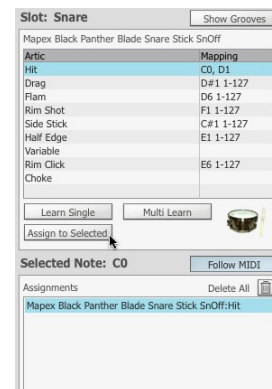 Slot: Snare Show Grooves
Mapex Black Panther Blade Snare Stick SnOff
Artic Mapping
Hit C0, D1
Drag D#1 1-127
Flam D6 1-127
Rim Shot F1 1-127
Side Stick C#1 1-127
Half Edge E1 1-127
Variable
Rim Click E6 1-127
Choke
Learn Single Multi Learn
Assign to Selected
Selected Note: C0 Follow MIDI
Assignments Delete All
Mapex Black Panther Blade Snare Stick SnOff:Hit